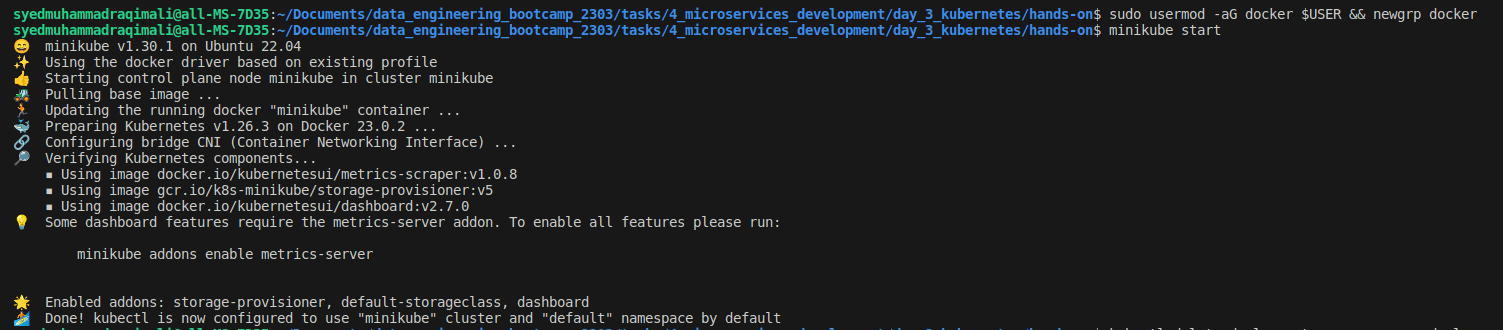 syedmuhammadraqimali@all-MS-7D35:~/Documents/data_engineering_bootcamp_2303/tasks/4_microservices_development/day_3_kubernetes/hands-on$ sudo usermod -aG docker $USER && newgrp docker
syedmuhammadraqimali@all-MS-7D35:~/Documents/data_engineering_bootcamp_2303/tasks/4_microservices_development/day_3_kubernetes/hands-on$ minikube start
😄 minikube v1.30.1 on Ubuntu 22.04
✨ Using the docker driver based on existing profile
👍 Starting control plane node minikube in cluster minikube
🚜 Pulling base image ...
🏃 Updating the running docker "minikube" container ...
🐳 Preparing Kubernetes v1.26.3 on Docker 23.0.2 ...
🔗 Configuring bridge CNI (Container Networking Interface) ...
🔎 Verifying Kubernetes components...
▪ Using image docker.io/kubernetesui/metrics-scraper:v1.0.8
▪ Using image gcr.io/k8s-minikube/storage-provisioner:v5
▪ Using image docker.io/kubernetesui/dashboard:v2.7.0
💡 Some dashboard features require the metrics-server addon. To enable all features please run:
minikube addons enable metrics-server
🌟 Enabled addons: storage-provisioner, default-storageclass, dashboard
🏄 Done! kubectl is now configured to use "minikube" cluster and "default" namespace by default